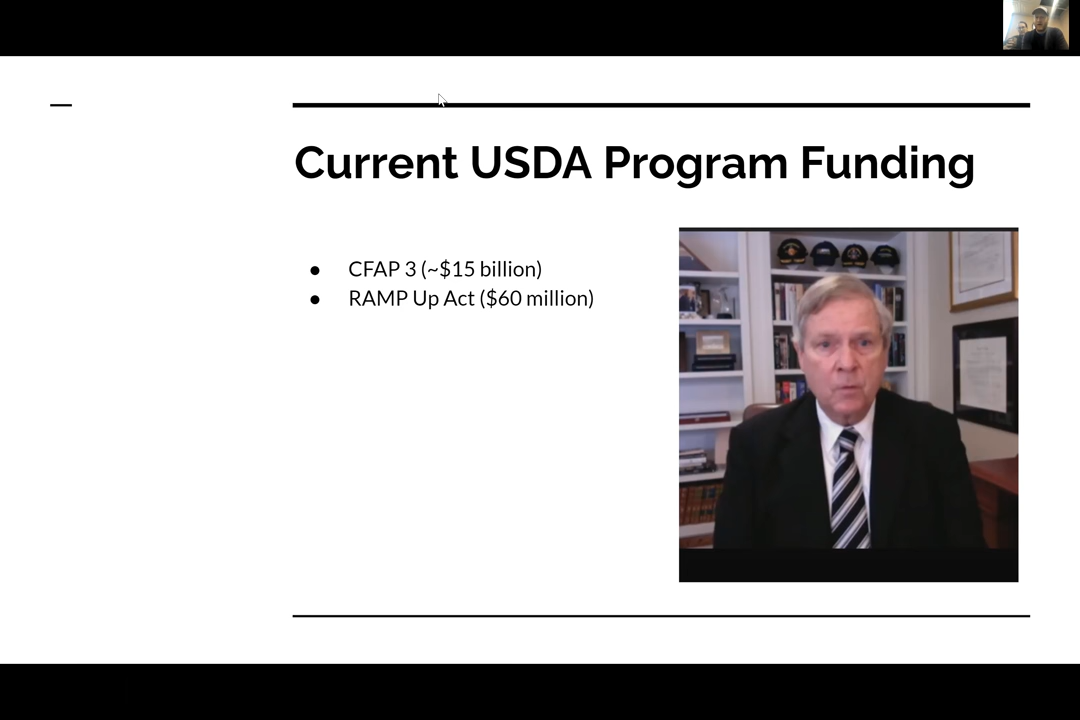 Current USDA Program Funding
● CFAP 3 (~$15 billion)
● RAMP Up Act ($60 million)